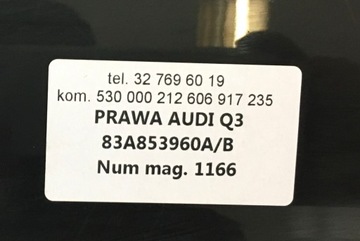 tel. 32 769 60 19
kom. 530 000 212 606 917 235
PRAWA AUDI Q3
83A853960A/B
Num mag. 1166